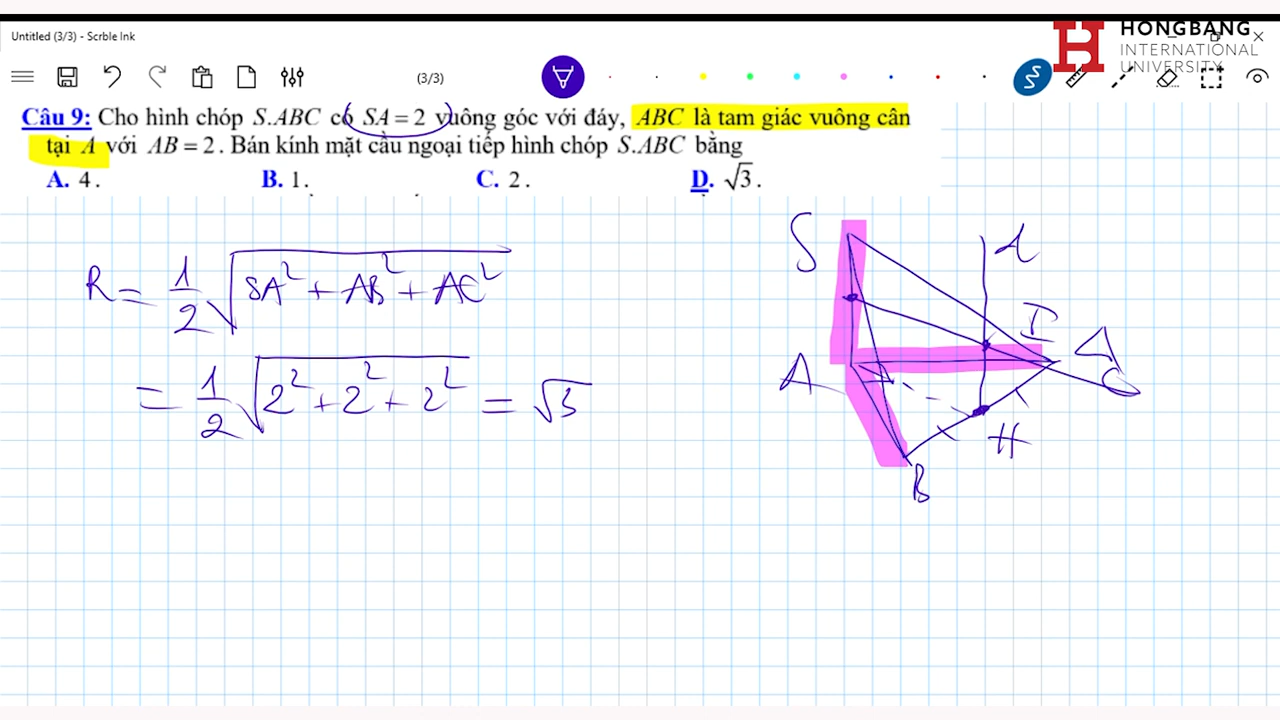 Untitled (3/3) - Scrble Ink
HONGBANG
INTERNATIONAL
UNIVERSITY
(3/3)
Câu 9: Cho hình chóp S.ABC có SA = 2 vuông góc với đáy, ABC là tam giác vuông cân
tại A với AB = 2. Bán kính mặt cầu ngoại tiếp hình chóp S.ABC bằng
A. 4. B. 1. C. 2. D. √3.
R = 1/2 √(SA² + AB² + AC²)
= 1/2 √(2² + 2² + 2²) = √3
S
d
I
Δ
A
C
H
B